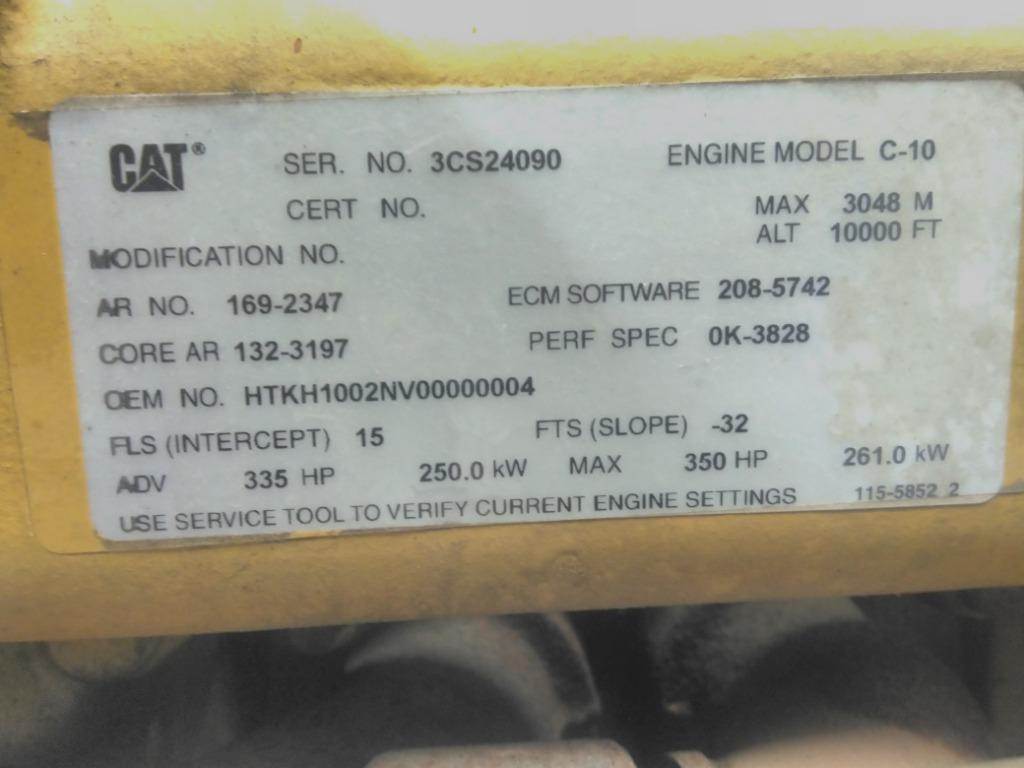 CAT® SER. NO. 3CS24090 ENGINE MODEL C-10
CERT NO. MAX 3048 M
ALT 10000 FT
MODIFICATION NO.
AR NO. 169-2347 ECM SOFTWARE 208-5742
CORE AR 132-3197 PERF SPEC 0K-3828
OEM NO. HTKH1002NV00000004
FLS (INTERCEPT) 15 FTS (SLOPE) -32
ADV 335 HP 250.0 kW MAX 350 HP 261.0 kW
USE SERVICE TOOL TO VERIFY CURRENT ENGINE SETTINGS 115-5852 2